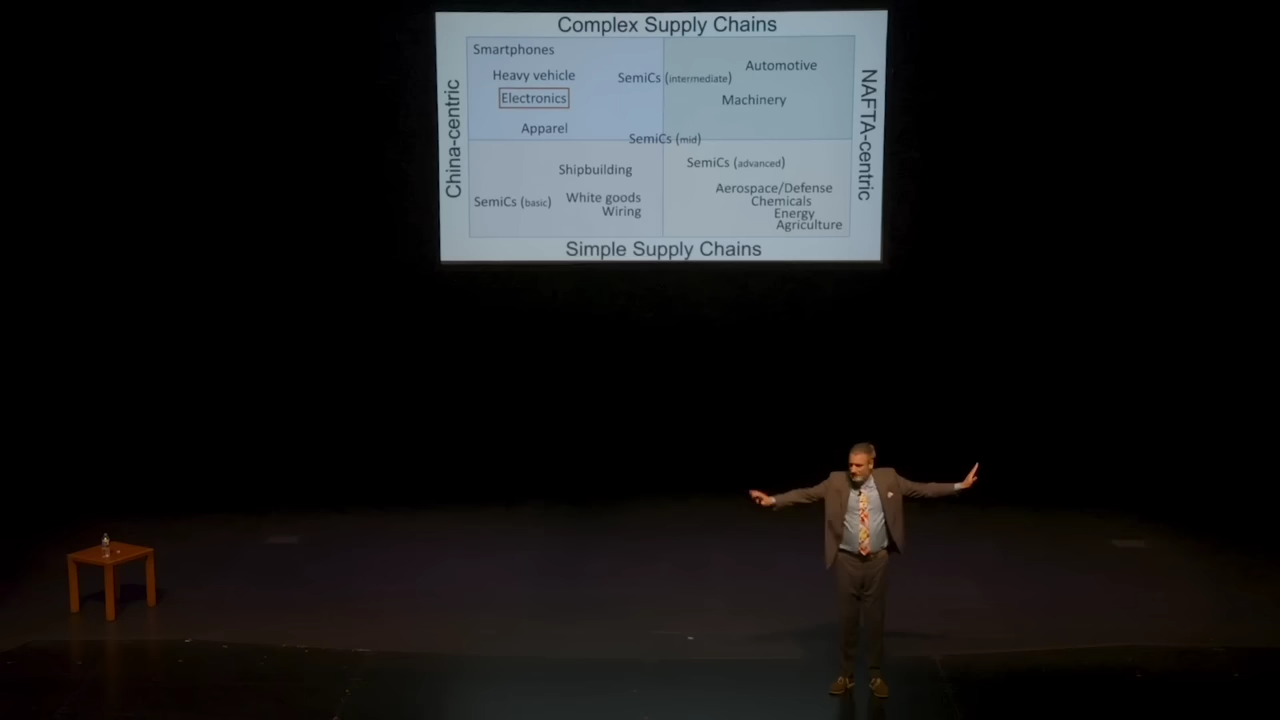 Complex Supply Chains
China-centric
NAFTA-centric
Smartphones
Heavy vehicle
Electronics
Apparel
SemiCs (intermediate)
Automotive
Machinery
SemiCs (mid)
Shipbuilding
SemiCs (basic)
White goods
Wiring
SemiCs (advanced)
Aerospace/Defense
Chemicals
Energy
Agriculture
Simple Supply Chains